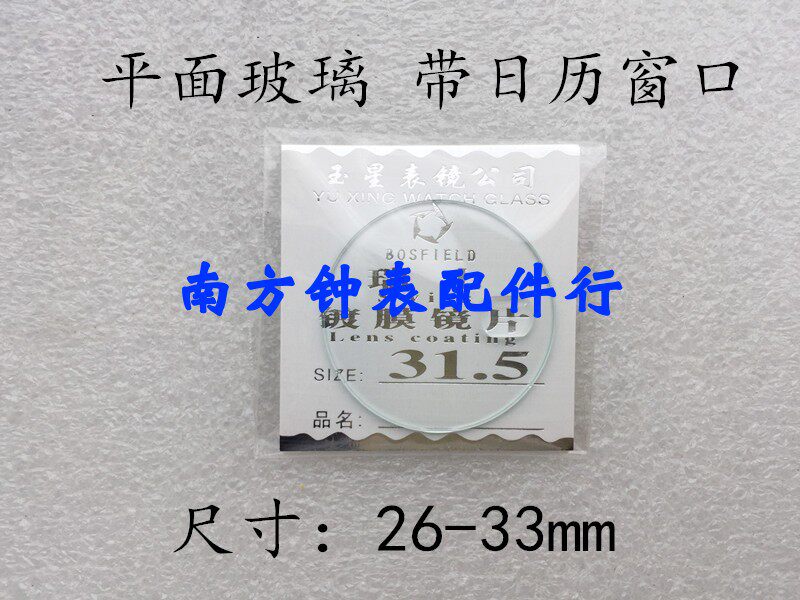 平面玻璃 带日历窗口
玉星表镜公司
YU XING WATCH GLASS
BOSFIELD
南方钟表配件行
镀膜镜片
Lens coating
SIZE: 31.5
品名:
尺寸：26-33mm